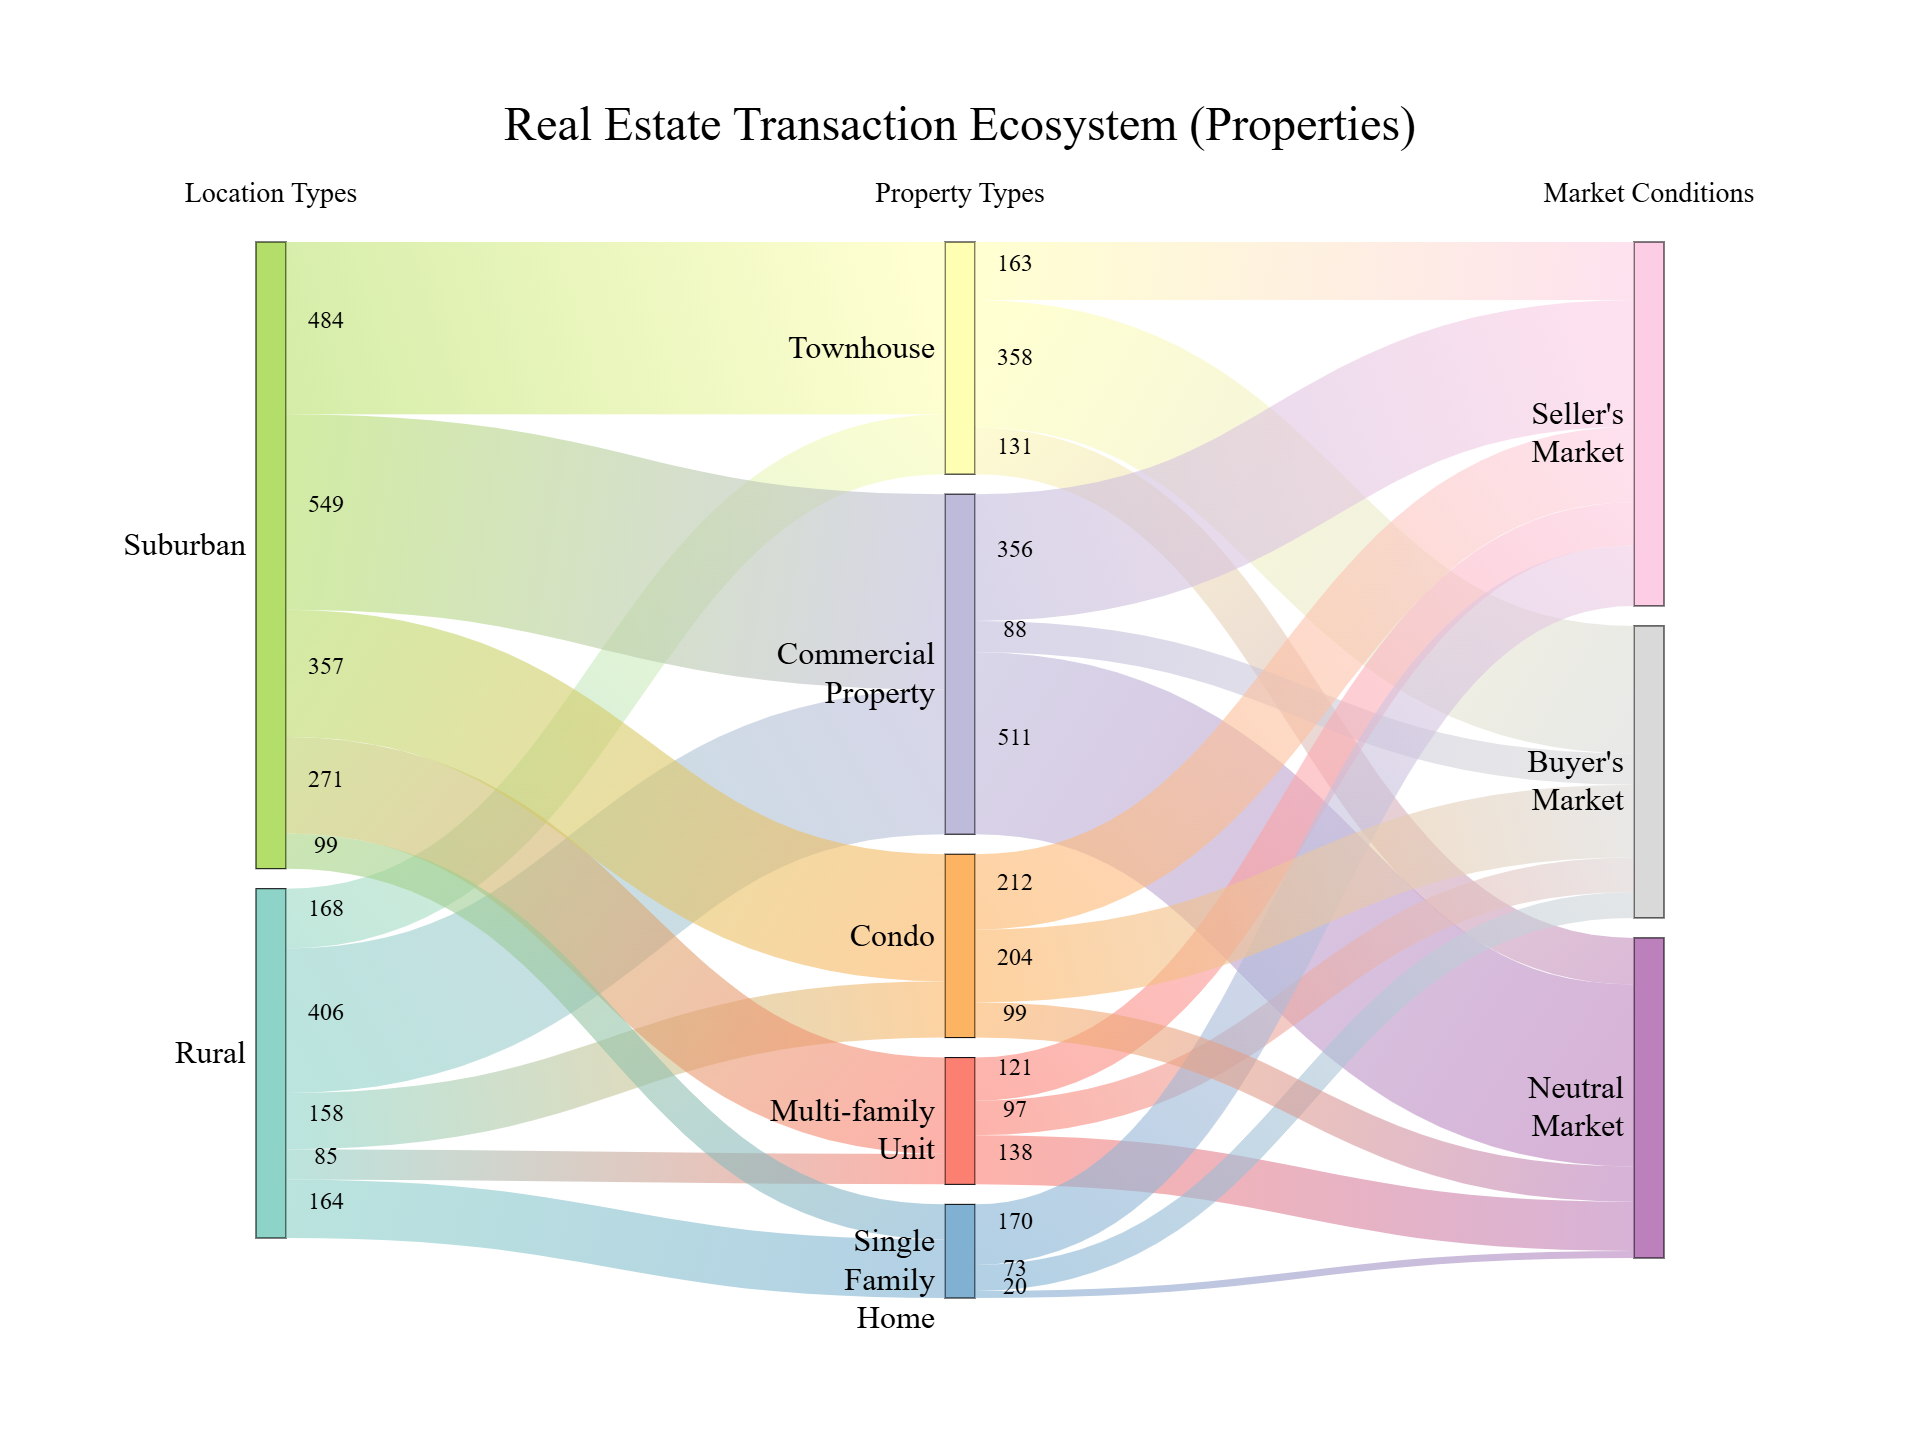 Real Estate Transaction Ecosystem (Properties)
Location Types
Property Types
Market Conditions
Suburban
484
549
357
271
99
Rural
168
406
158
85
164
Townhouse
163
358
131
Commercial
Property
356
88
511
Condo
212
204
99
Multi-family
Unit
121
97
138
Single
Family
Home
170
73
20
Seller's
Market
Buyer's
Market
Neutral
Market